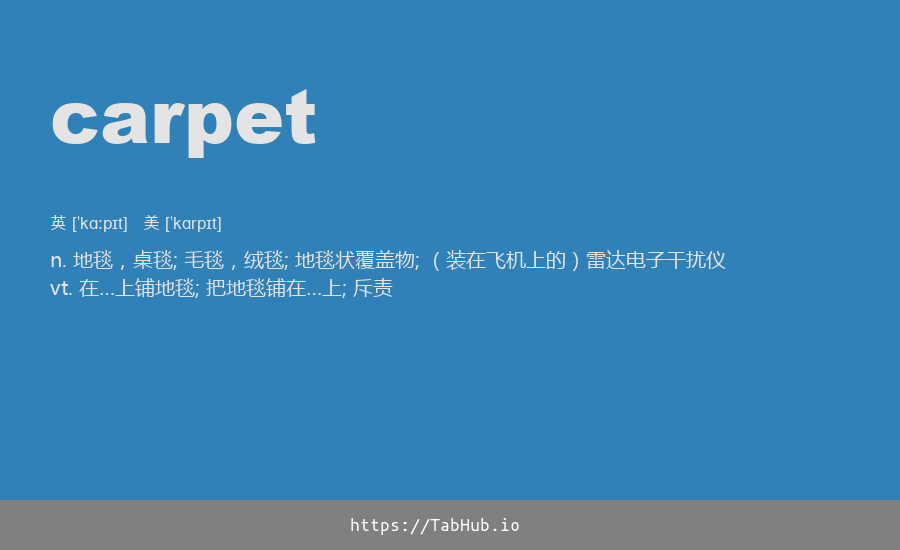 carpet
英 [ˈkɑːpɪt] 美 [ˈkɑrpɪt]
n. 地毯，桌毯; 毛毯，绒毯; 地毯状覆盖物; （装在飞机上的）雷达电子干扰仪
vt. 在…上铺地毯; 把地毯铺在…上; 斥责
https://TabHub.io